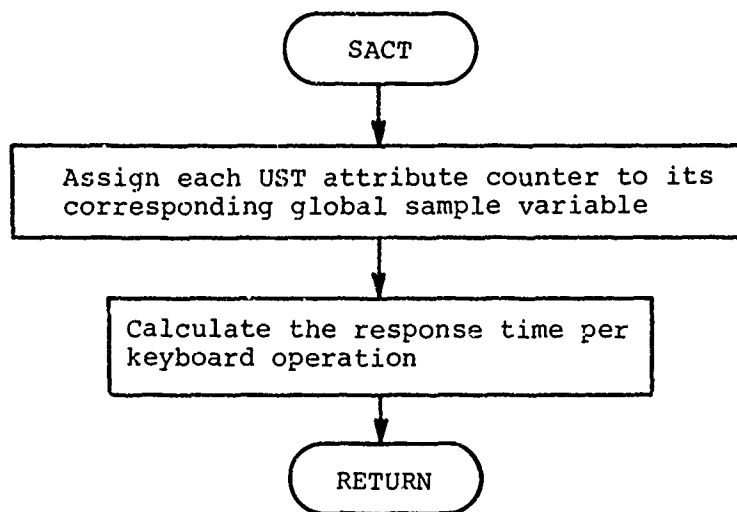 SACT
Assign each UST attribute counter to its
corresponding global sample variable
Calculate the response time per
keyboard operation
RETURN